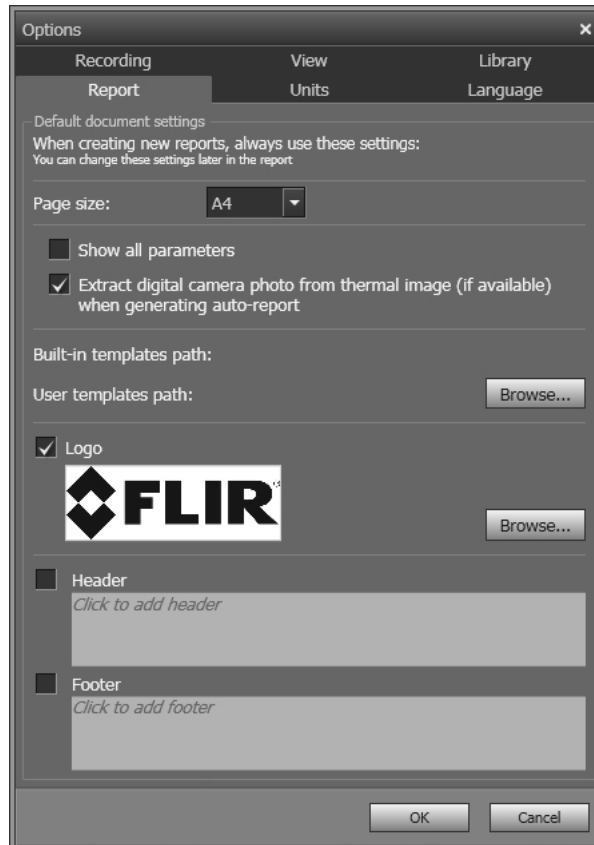 Options
Recording View Library
Report Units Language
Default document settings
When creating new reports, always use these settings:
You can change these settings later in the report
Page size: A4
Show all parameters
Extract digital camera photo from thermal image (if available)
when generating auto-report
Built-in templates path:
User templates path: Browse...
Logo
FLIR
Browse...
Header
Click to add header
Footer
Click to add footer
OK Cancel